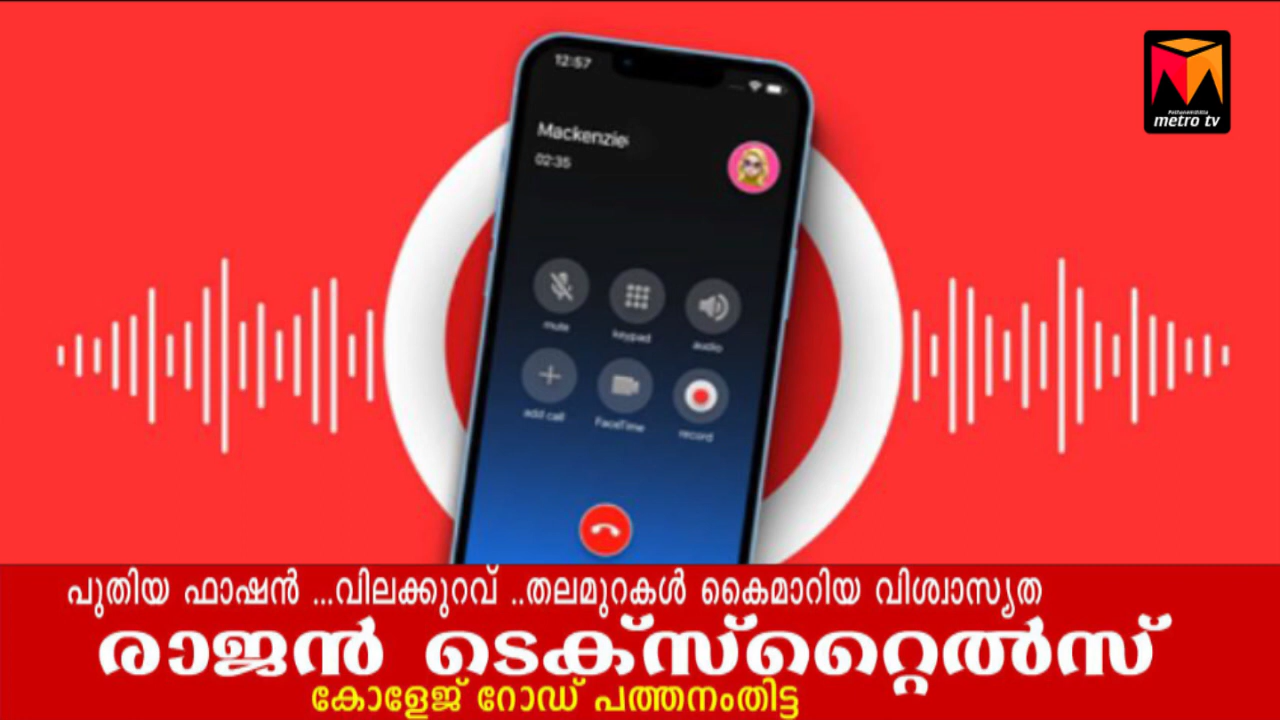 12:57
Mackenzie
02:35
mute keypad audio
add call FaceTime record
metro tv
പുതിയ ഫാഷൻ ...വിലക്കുറവ് ..തലമുറകൾ കൈമാറിയ വിശ്വാസ്യത
രാജൻ ടെക്സ്റ്റൈൽസ്
കോളേജ് റോഡ് പത്തനംതിട്ട